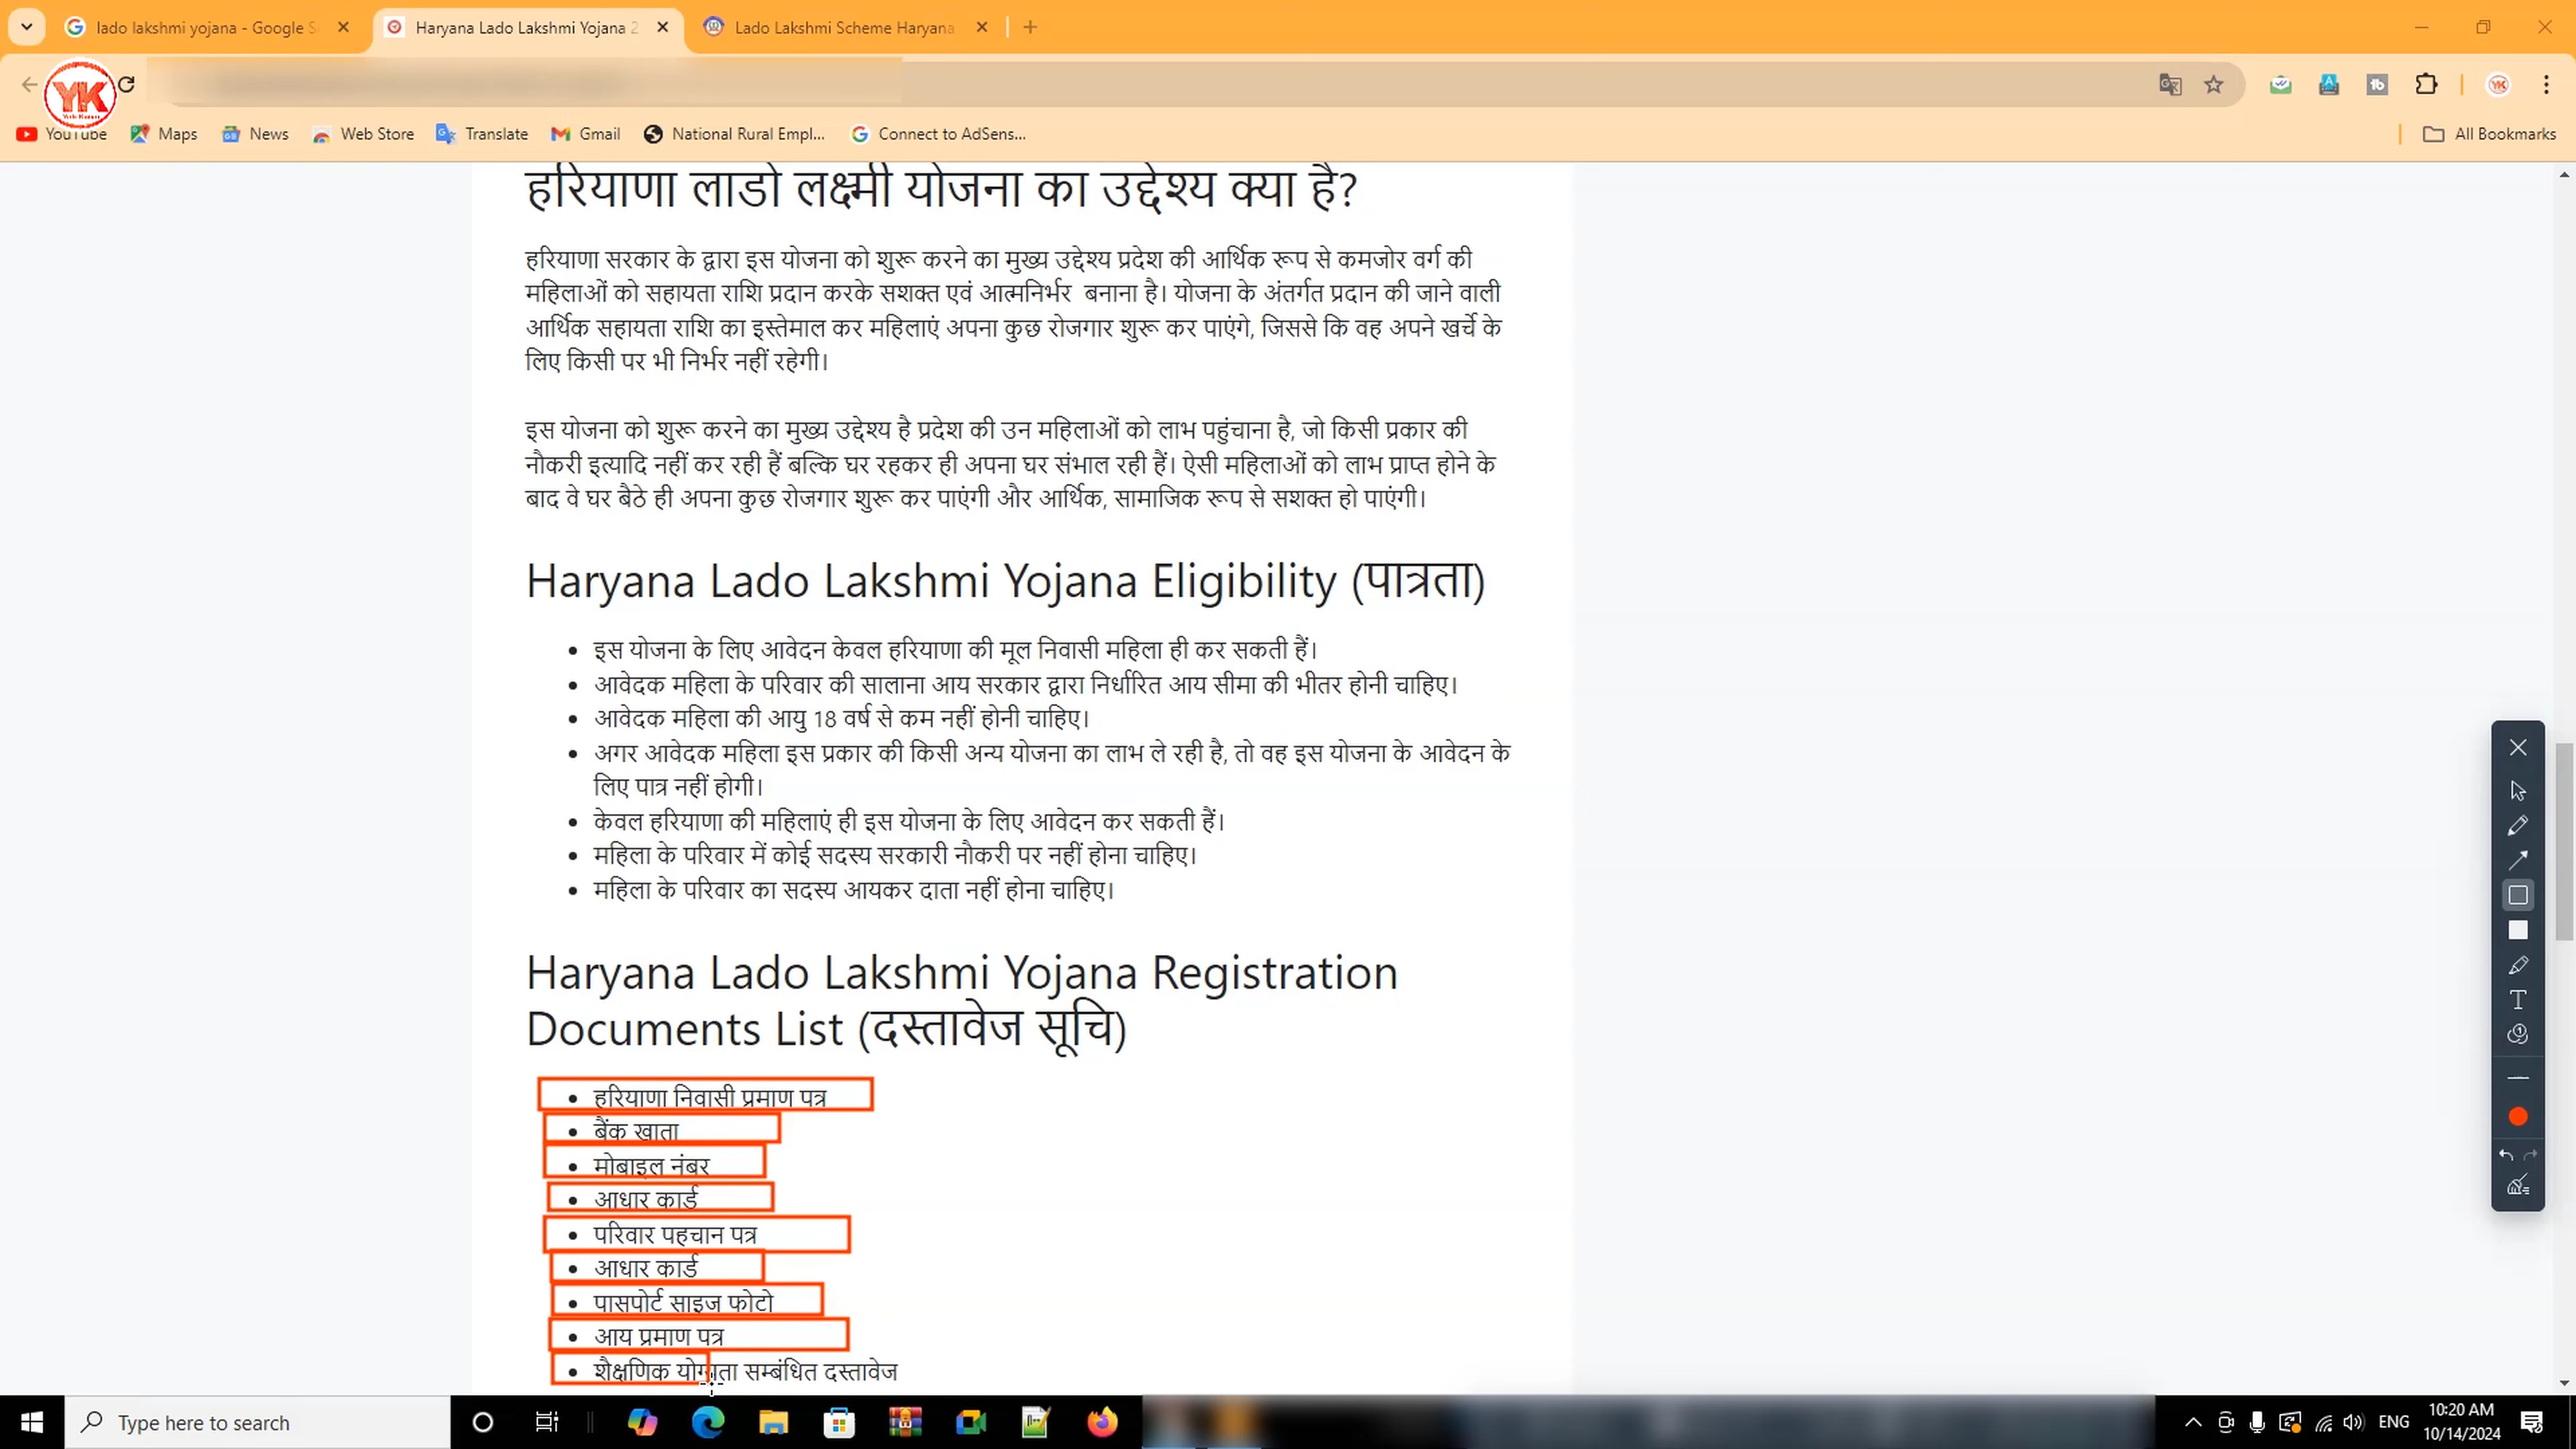 lado lakshmi yojana - Google S
Haryana Lado Lakshmi Yojana 2
Lado Lakshmi Scheme Haryana
YK
YouTube
Maps
News
Web Store
Translate
Gmail
National Rural Empl...
Connect to AdSens...
All Bookmarks
हरियाणा लाडो लक्ष्मी योजना का उद्देश्य क्या है?
हरियाणा सरकार के द्वारा इस योजना को शुरू करने का मुख्य उद्देश्य प्रदेश की आर्थिक रूप से कमजोर वर्ग की
महिलाओं को सहायता राशि प्रदान करके सशक्त एवं आत्मनिर्भर बनाना है। योजना के अंतर्गत प्रदान की जाने वाली
आर्थिक सहायता राशि का इस्तेमाल कर महिलाएं अपना कुछ रोजगार शुरू कर पाएंगे, जिससे कि वह अपने खर्चे के
लिए किसी पर भी निर्भर नहीं रहेगी।
इस योजना को शुरू करने का मुख्य उद्देश्य है प्रदेश की उन महिलाओं को लाभ पहुंचाना है, जो किसी प्रकार की
नौकरी इत्यादि नहीं कर रही हैं बल्कि घर रहकर ही अपना घर संभाल रही हैं। ऐसी महिलाओं को लाभ प्राप्त होने के
बाद वे घर बैठे ही अपना कुछ रोजगार शुरू कर पाएंगी और आर्थिक, सामाजिक रूप से सशक्त हो पाएंगी।
Haryana Lado Lakshmi Yojana Eligibility (पात्रता)
• इस योजना के लिए आवेदन केवल हरियाणा की मूल निवासी महिला ही कर सकती हैं।
• आवेदक महिला के परिवार की सालाना आय सरकार द्वारा निर्धारित आय सीमा की भीतर होनी चाहिए।
• आवेदक महिला की आयु 18 वर्ष से कम नहीं होनी चाहिए।
• अगर आवेदक महिला इस प्रकार की किसी अन्य योजना का लाभ ले रही है, तो वह इस योजना के आवेदन के
लिए पात्र नहीं होगी।
• केवल हरियाणा की महिलाएं ही इस योजना के लिए आवेदन कर सकती हैं।
• महिला के परिवार में कोई सदस्य सरकारी नौकरी पर नहीं होना चाहिए।
• महिला के परिवार का सदस्य आयकर दाता नहीं होना चाहिए।
Haryana Lado Lakshmi Yojana Registration
Documents List (दस्तावेज सूचि)
• हरियाणा निवासी प्रमाण पत्र
• बैंक खाता
• मोबाइल नंबर
• आधार कार्ड
• परिवार पहचान पत्र
• आधार कार्ड
• पासपोर्ट साइज फोटो
• आय प्रमाण पत्र
• शैक्षणिक योग्यता सम्बंधित दस्तावेज
Type here to search
ENG
10:20 AM
10/14/2024